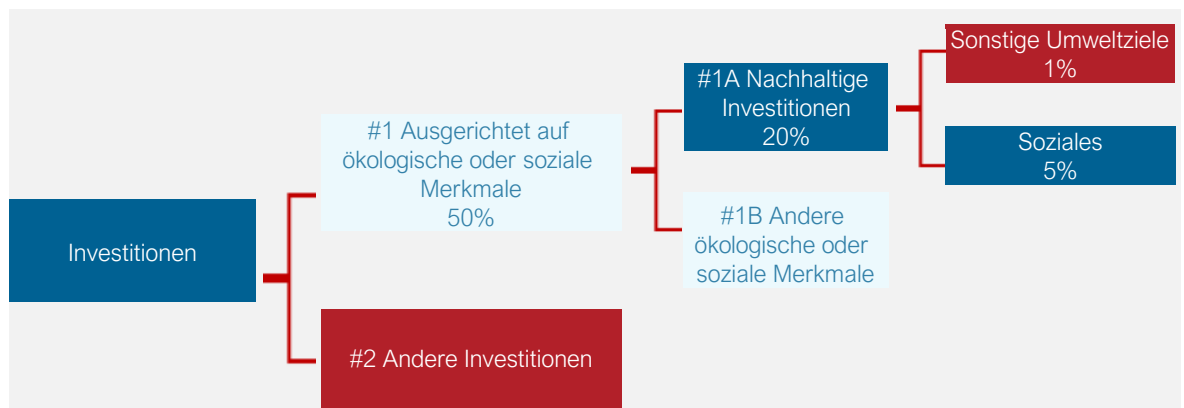 Investitionen
#1 Ausgerichtet auf
ökologische oder soziale
Merkmale
50%
#2 Andere Investitionen
#1A Nachhaltige
Investitionen
20%
#1B Andere
ökologische oder
soziale Merkmale
Sonstige Umweltziele
1%
Soziales
5%